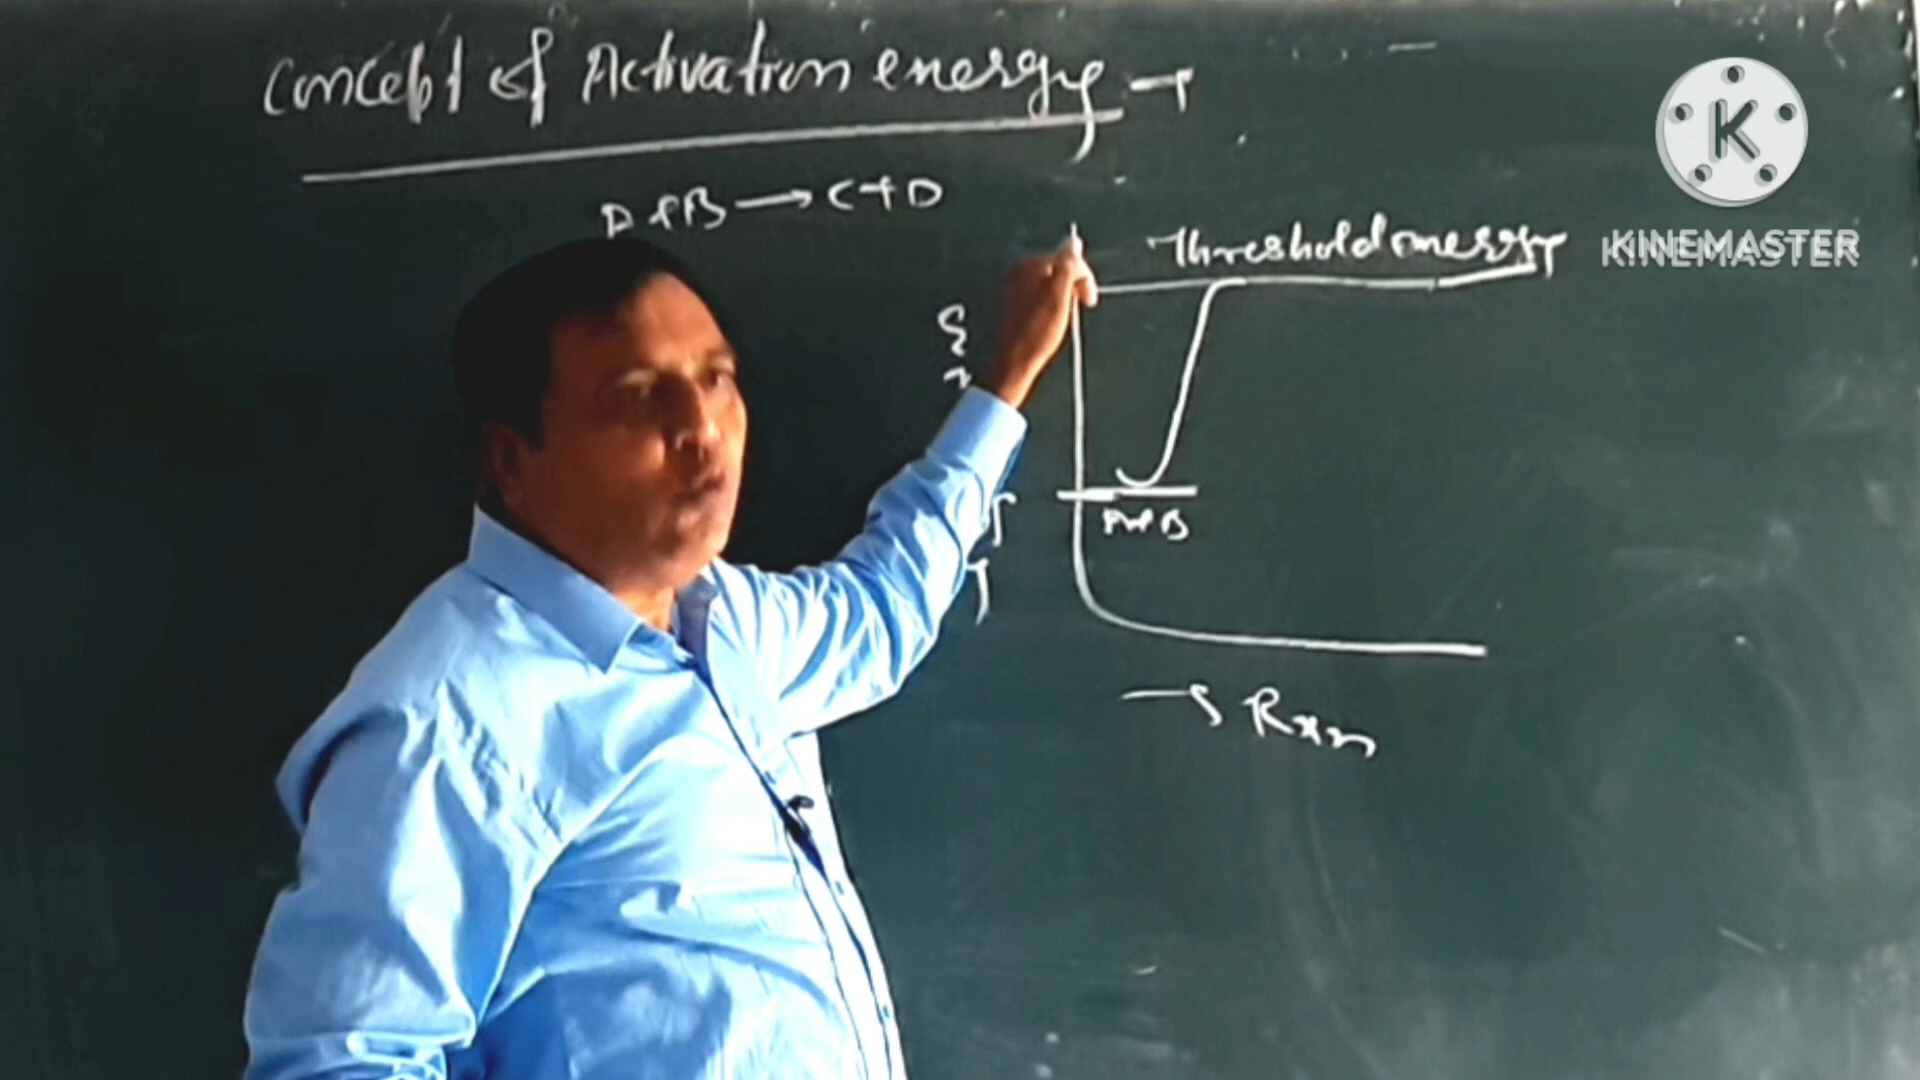 Concept of Activation energy →
A + B → C + D
Threshold energy
A + B
→ Rxn
K
KINEMASTER